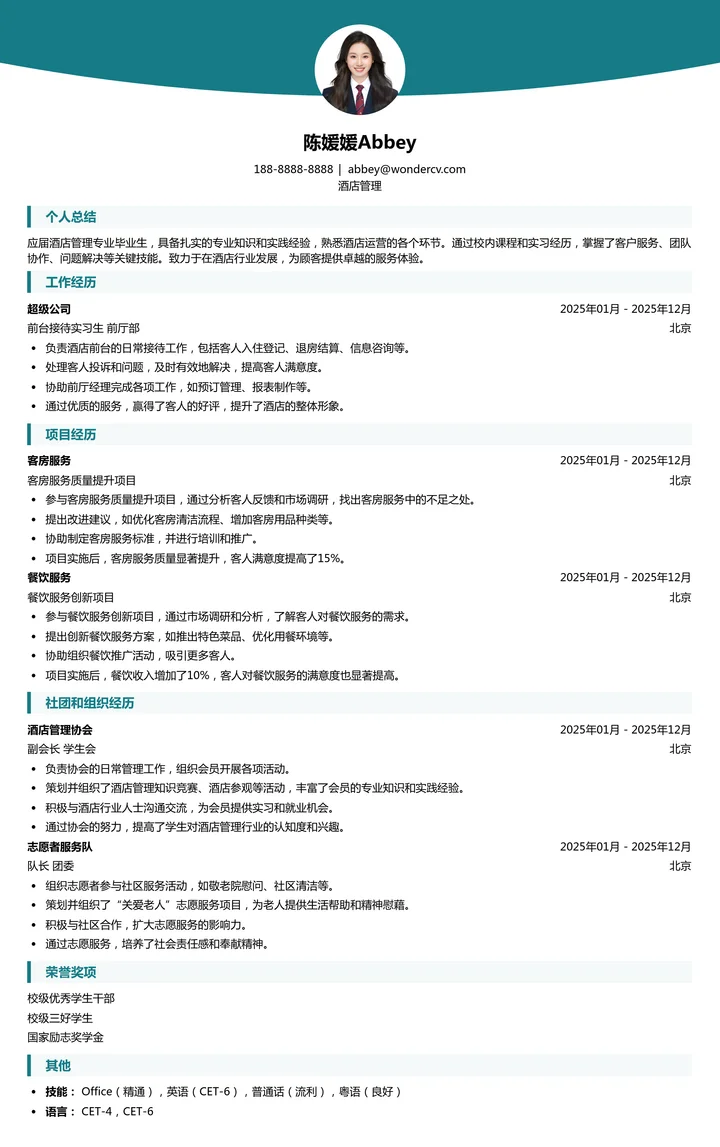 陈媛媛Abbey
188-8888-8888 | abbey@wondercv.com
酒店管理
个人总结
应届酒店管理专业毕业生，具备扎实的专业知识和实践经验，熟悉酒店运营的各个环节。通过校内课程和实习经历，掌握了客户服务、团队
协作、问题解决等关键技能。致力于在酒店行业发展，为顾客提供卓越的服务体验。
工作经历
超级公司 2025年01月 - 2025年12月
前台接待实习生 前厅部 北京
• 负责酒店前台的日常接待工作，包括客人入住登记、退房结算、信息咨询等。
• 处理客人投诉和问题，及时有效地解决，提高客人满意度。
• 协助前厅经理完成各项工作，如预订管理、报表制作等。
• 通过优质的服务，赢得了客人的好评，提升了酒店的整体形象。
项目经历
客房服务 2025年01月 - 2025年12月
客房服务质量提升项目 北京
• 参与客房服务质量提升项目，通过分析客人反馈和市场调研，找出客房服务中的不足之处。
• 提出改进建议，如优化客房清洁流程、增加客房用品种类等。
• 协助制定客房服务标准，并进行培训和推广。
• 项目实施后，客房服务质量显著提升，客人满意度提高了15%。
餐饮服务 2025年01月 - 2025年12月
餐饮服务创新项目 北京
• 参与餐饮服务创新项目，通过市场调研和分析，了解客人对餐饮服务的需求。
• 提出创新餐饮服务方案，如推出特色菜品、优化用餐环境等。
• 协助组织餐饮推广活动，吸引更多客人。
• 项目实施后，餐饮收入增加了10%，客人对餐饮服务的满意度也显著提高。
社团和组织经历
酒店管理协会 2025年01月 - 2025年12月
副会长 学生会 北京
• 负责协会的日常管理工作，组织会员开展各项活动。
• 策划并组织了酒店管理知识竞赛、酒店参观等活动，丰富了会员的专业知识和实践经验。
• 积极与酒店行业人士沟通交流，为会员提供实习和就业机会。
• 通过协会的努力，提高了学生对酒店管理行业的认知度和兴趣。
志愿者服务队 2025年01月 - 2025年12月
队长 团委 北京
• 组织志愿者参与社区服务活动，如敬老院慰问、社区清洁等。
• 策划并组织了“关爱老人”志愿服务项目，为老人提供生活帮助和精神慰藉。
• 积极与社区合作，扩大志愿服务的影响力。
• 通过志愿服务，培养了社会责任感和奉献精神。
荣誉奖项
校级优秀学生干部
校级三好学生
国家励志奖学金
其他
• 技能： Office（精通），英语（CET-6），普通话（流利），粤语（良好）
• 语言： CET-4，CET-6